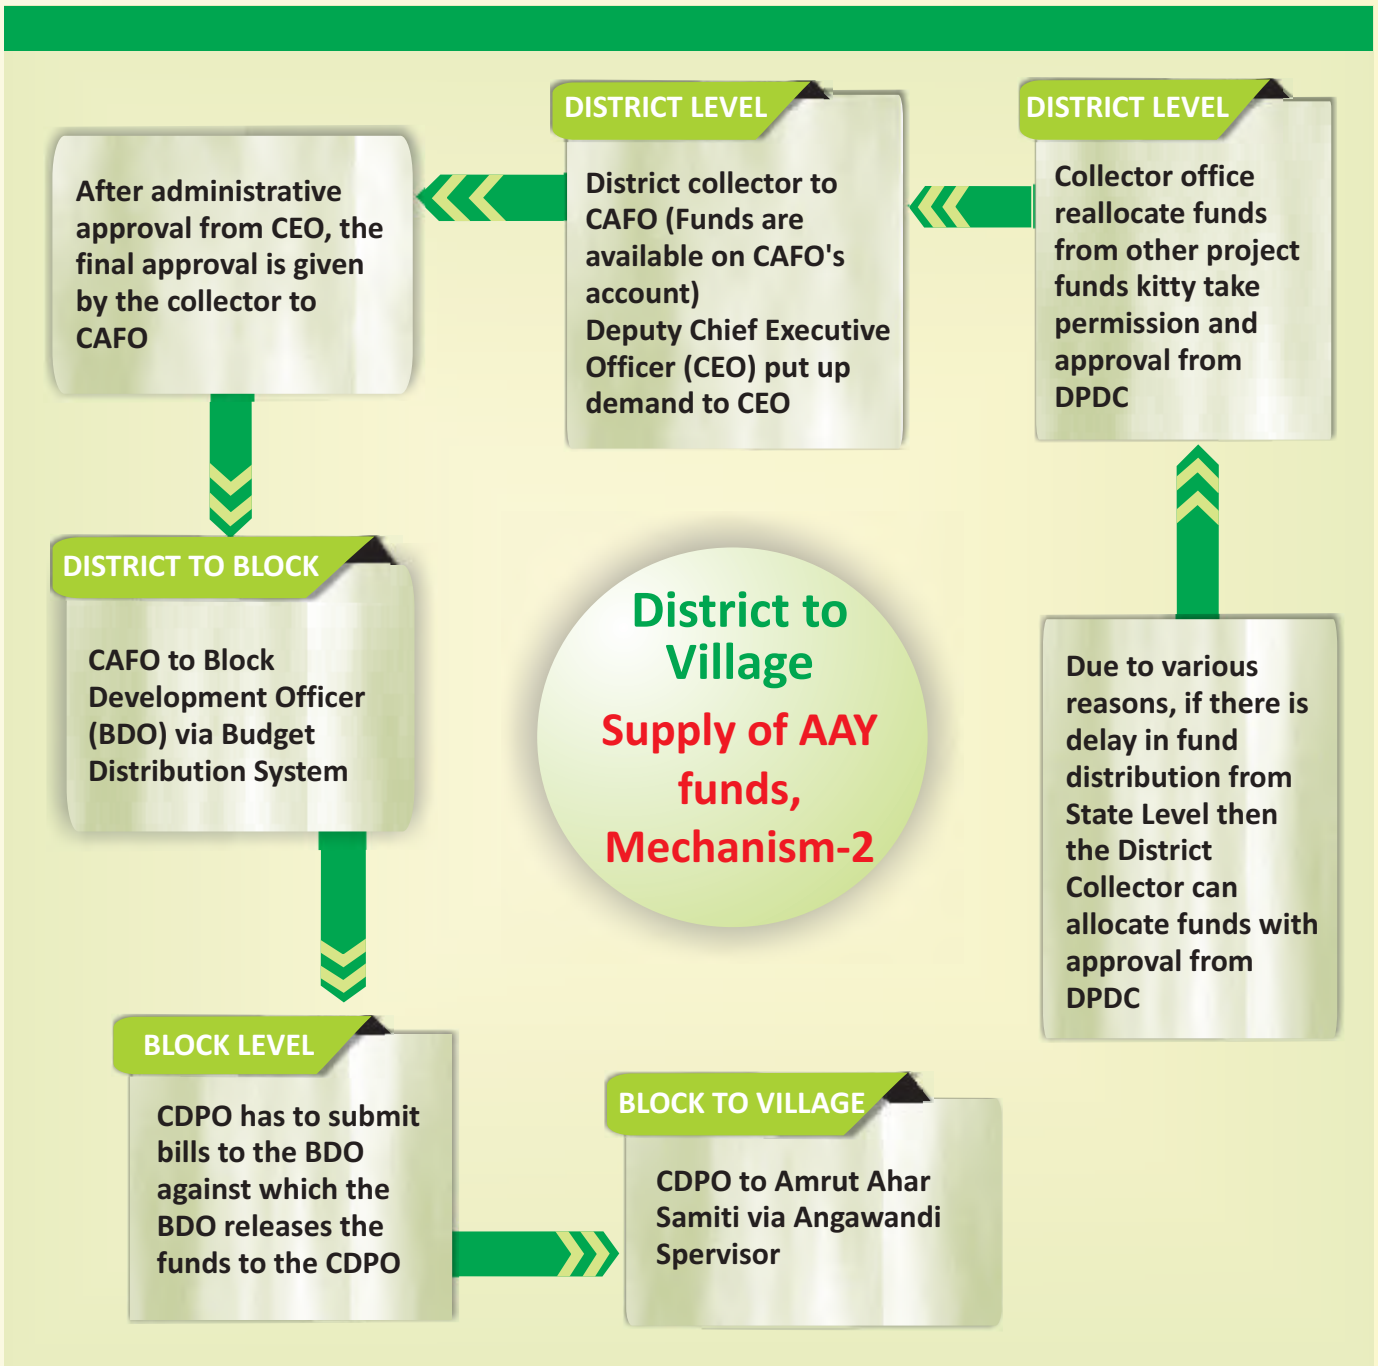 DISTRICT LEVEL
Collector office
reallocate funds
from other project
funds kitty take
permission and
approval from
DPDC
DISTRICT LEVEL
District collector to
CAFO (Funds are
available on CAFO's
account)
Deputy Chief Executive
Officer (CEO) put up
demand to CEO
After administrative
approval from CEO, the
final approval is given
by the collector to
CAFO
DISTRICT TO BLOCK
CAFO to Block
Development Officer
(BDO) via Budget
Distribution System
District to
Village
Supply of AAY
funds,
Mechanism-2
Due to various
reasons, if there is
delay in fund
distribution from
State Level then
the District
Collector can
allocate funds with
approval from
DPDC
BLOCK LEVEL
CDPO has to submit
bills to the BDO
against which the
BDO releases the
funds to the CDPO
BLOCK TO VILLAGE
CDPO to Amrut Ahar
Samiti via Angawandi
Spervisor